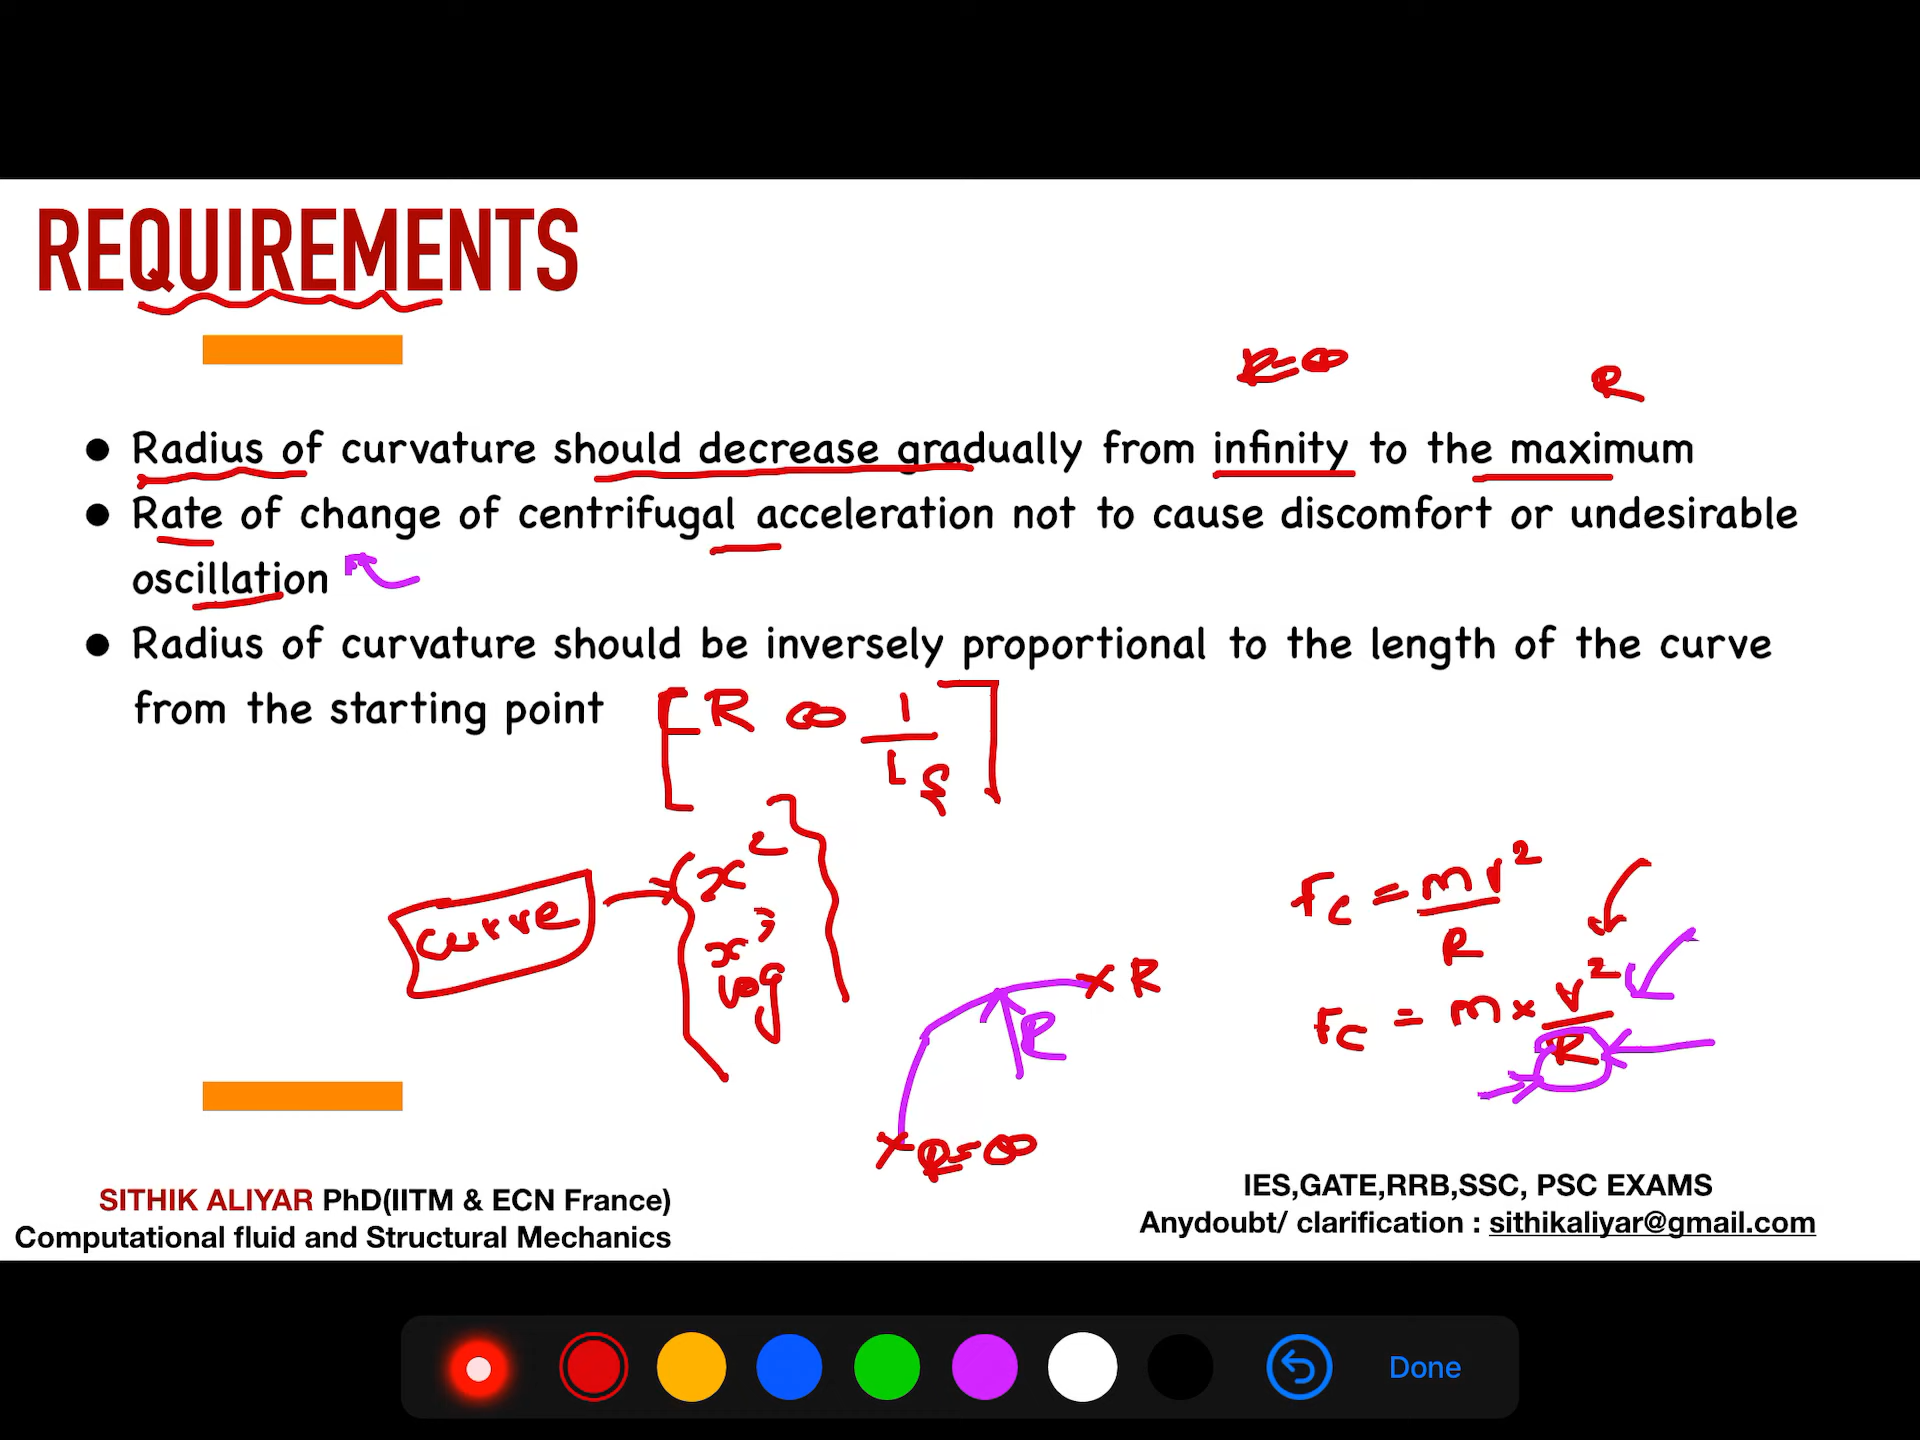 REQUIREMENTS
R=∞
R
● Radius of curvature should decrease gradually from infinity to the maximum
● Rate of change of centrifugal acceleration not to cause discomfort or undesirable
oscillation
● Radius of curvature should be inversely proportional to the length of the curve
from the starting point
[R ∞ 1/Ls]
curve
x²
x³
log
Fc = mv²/R
Fc = m × v²/R
R
R
R=∞
SITHIK ALIYAR PhD(IITM & ECN France)
Computational fluid and Structural Mechanics
IES,GATE,RRB,SSC, PSC EXAMS
Anydoubt/ clarification : sithikaliyar@gmail.com
Done